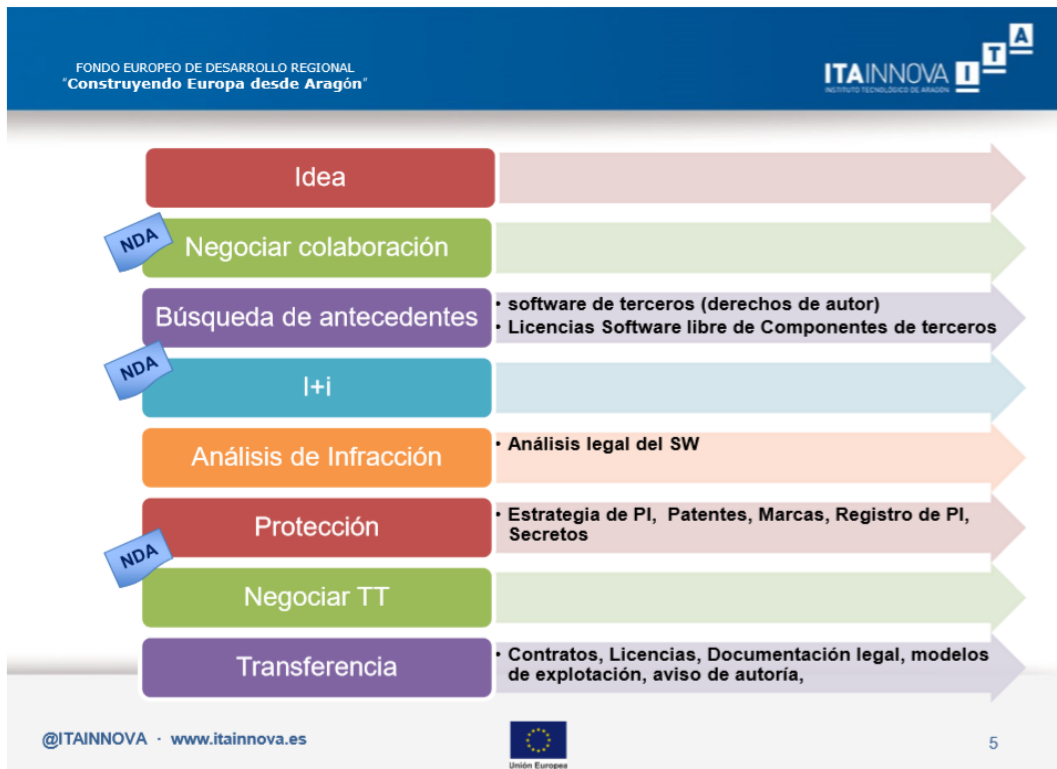 FONDO EUROPEO DE DESARROLLO REGIONAL
"Construyendo Europa desde Aragón"
ITAINNOVA
INSTITUTO TECNOLÓGICO DE ARAGÓN
I T A
Idea
NDA
Negociar colaboración
Búsqueda de antecedentes
• software de terceros (derechos de autor)
• Licencias Software libre de Componentes de terceros
NDA
I+i
Análisis de Infracción
• Análisis legal del SW
Protección
• Estrategia de PI, Patentes, Marcas, Registro de PI,
Secretos
NDA
Negociar TT
Transferencia
• Contratos, Licencias, Documentación legal, modelos
de explotación, aviso de autoría,
@ITAINNOVA · www.itainnova.es
Unión Europea
5